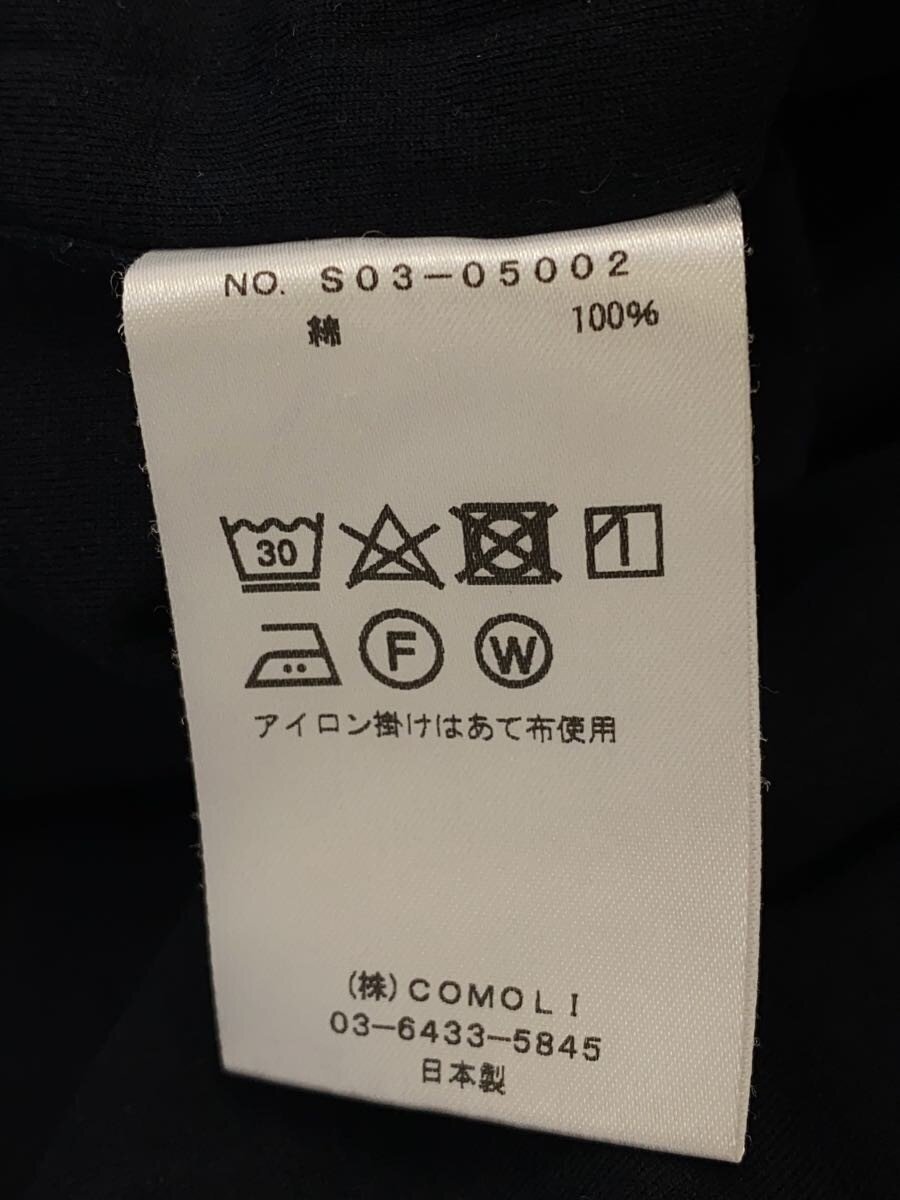 NO. S03-05002
綿 100%
30
F W
アイロン掛けはあて布使用
(株)COMOLI
03-6433-5845
日本製